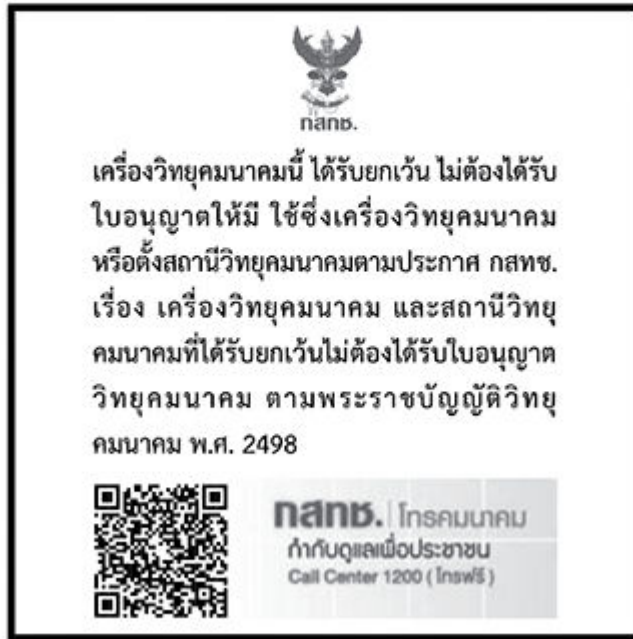 กสทช.
เครื่องวิทยุคมนาคมนี้ ได้รับยกเว้น ไม่ต้องได้รับ
ใบอนุญาตให้มี ใช้ซึ่งเครื่องวิทยุคมนาคม
หรือตั้งสถานีวิทยุคมนาคมตามประกาศ กสทช.
เรื่อง เครื่องวิทยุคมนาคม และสถานีวิทยุ
คมนาคมที่ได้รับยกเว้นไม่ต้องได้รับใบอนุญาต
วิทยุคมนาคม ตามพระราชบัญญัติวิทยุ
คมนาคม พ.ศ. 2498
กสทช. | โทรคมนาคม
กำกับดูแลเพื่อประชาชน
Call Center 1200 ( โทรฟรี )